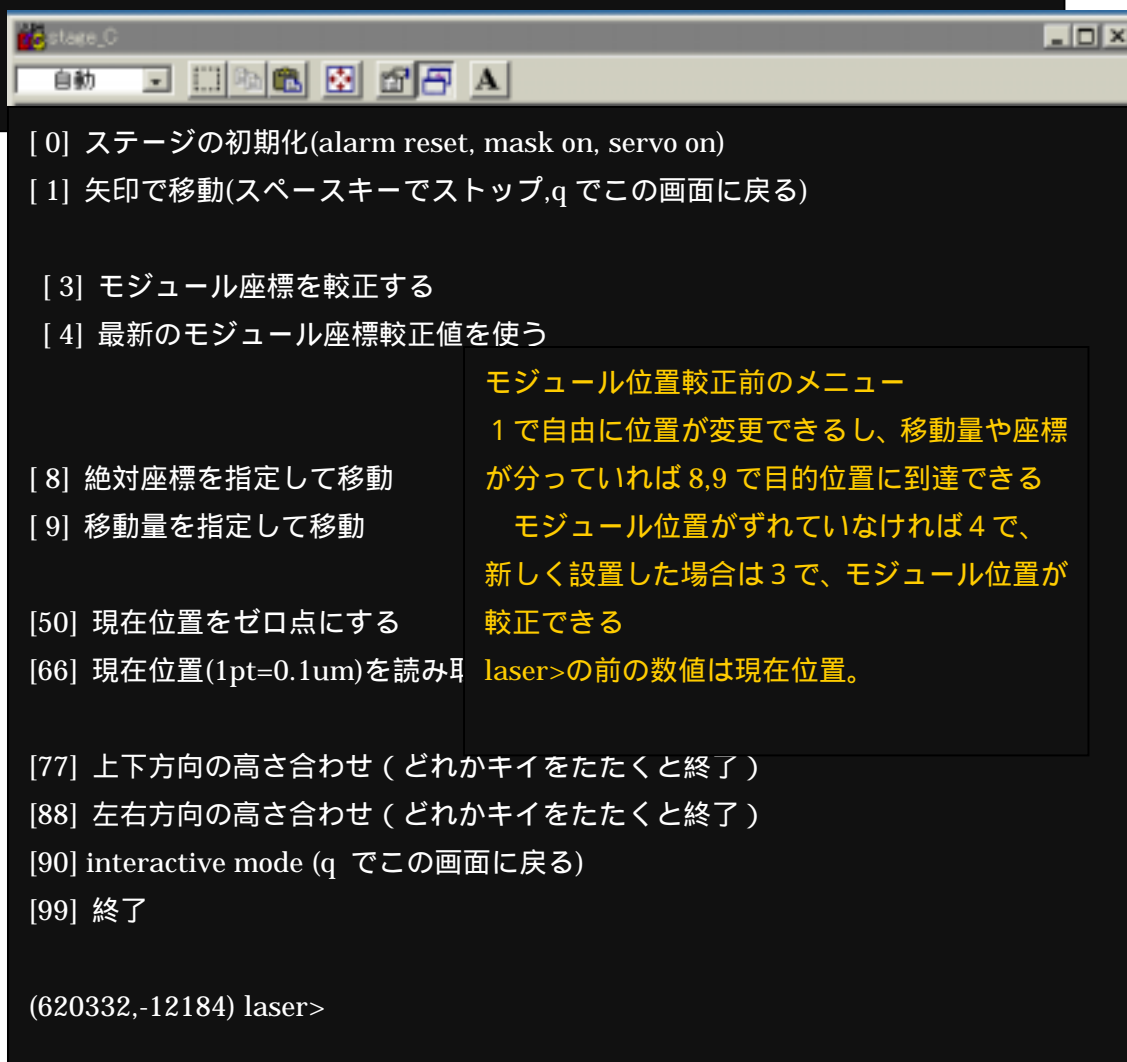 stage_C
自動
A
[ 0] ステージの初期化(alarm reset, mask on, servo on)
[ 1] 矢印で移動(スペースキーでストップ,q でこの画面に戻る)
[ 3] モジュール座標を較正する
[ 4] 最新のモジュール座標較正値を使う
[ 8] 絶対座標を指定して移動
[ 9] 移動量を指定して移動
[50] 現在位置をゼロ点にする
[66] 現在位置(1pt=0.1um)を読み取
モジュール位置較正前のメニュー
1で自由に位置が変更できるし、移動量や座標
が分っていれば 8,9 で目的位置に到達できる
モジュール位置がずれていなければ4で、
新しく設置した場合は3で、モジュール位置が
較正できる
laser>の前の数値は現在位置。
[77] 上下方向の高さ合わせ（どれかキイをたたくと終了）
[88] 左右方向の高さ合わせ（どれかキイをたたくと終了）
[90] interactive mode (q でこの画面に戻る)
[99] 終了
(620332,-12184) laser>